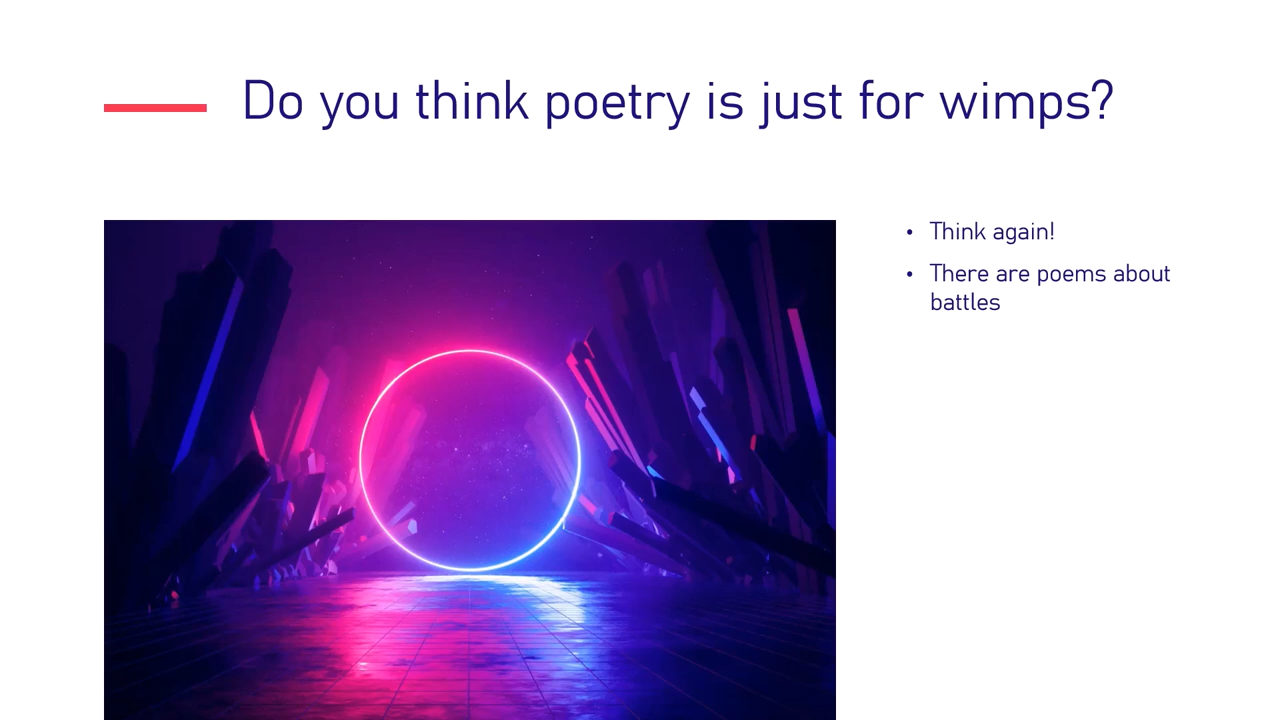 Do you think poetry is just for wimps?
• Think again!
• There are poems about
battles